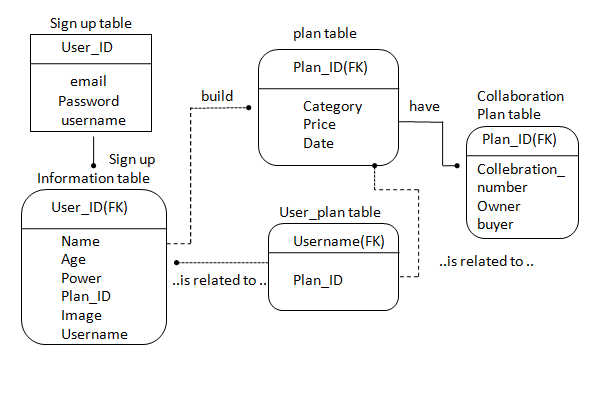 Sign up table
User_ID
email
Password
username
Sign up
Information table
User_ID(FK)
Name
Age
Power
Plan_ID
Image
Username
build
plan table
Plan_ID(FK)
Category
Price
Date
have
Collaboration
Plan table
Plan_ID(FK)
Collebration_
number
Owner
buyer
User_plan table
Username(FK)
Plan_ID
..is related to ..
..is related to ..